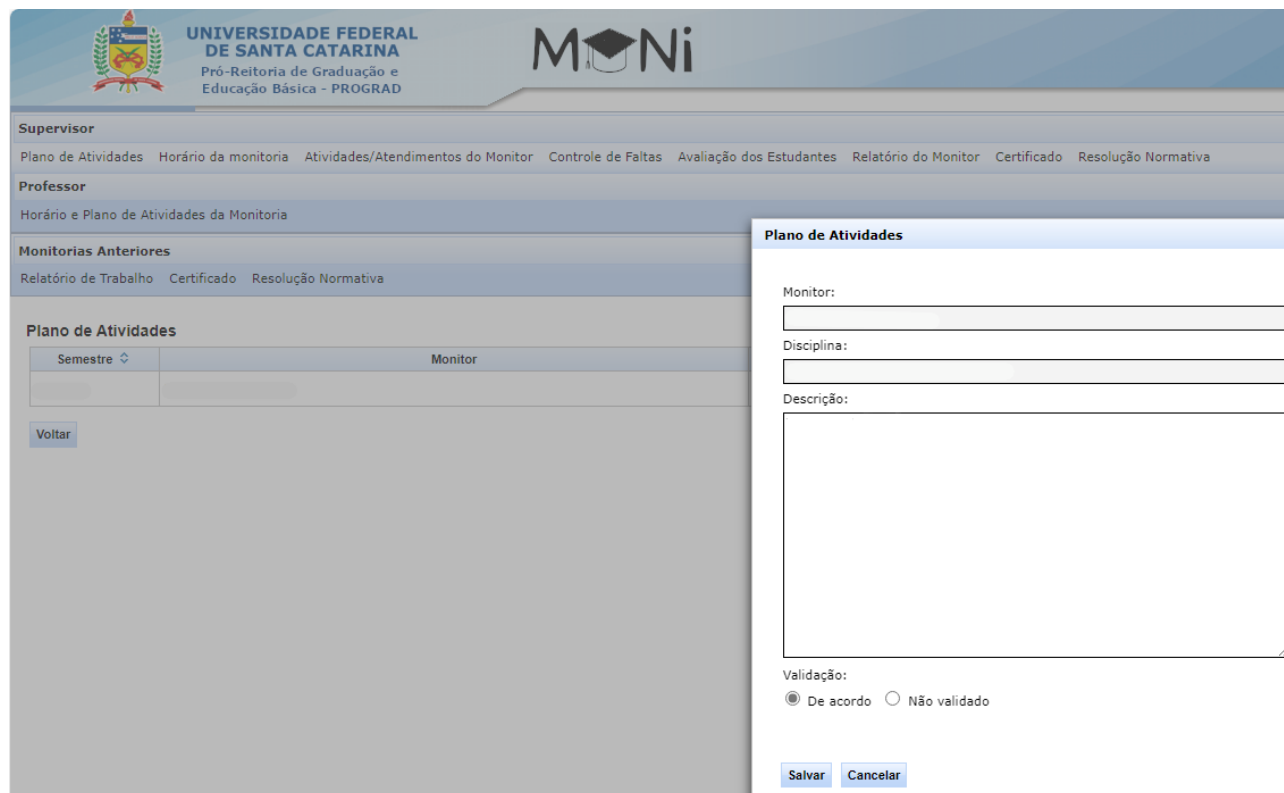 UNIVERSIDADE FEDERAL
DE SANTA CATARINA
Pró-Reitoria de Graduação e
Educação Básica - PROGRAD
MONi
Supervisor
Plano de Atividades Horário da monitoria Atividades/Atendimentos do Monitor Controle de Faltas Avaliação dos Estudantes Relatório do Monitor Certificado Resolução Normativa
Professor
Horário e Plano de Atividades da Monitoria
Monitorias Anteriores
Relatório de Trabalho Certificado Resolução Normativa
Plano de Atividades
Semestre Monitor
Voltar
Plano de Atividades
Monitor:
Disciplina:
Descrição:
Validação:
De acordo Não validado
Salvar Cancelar